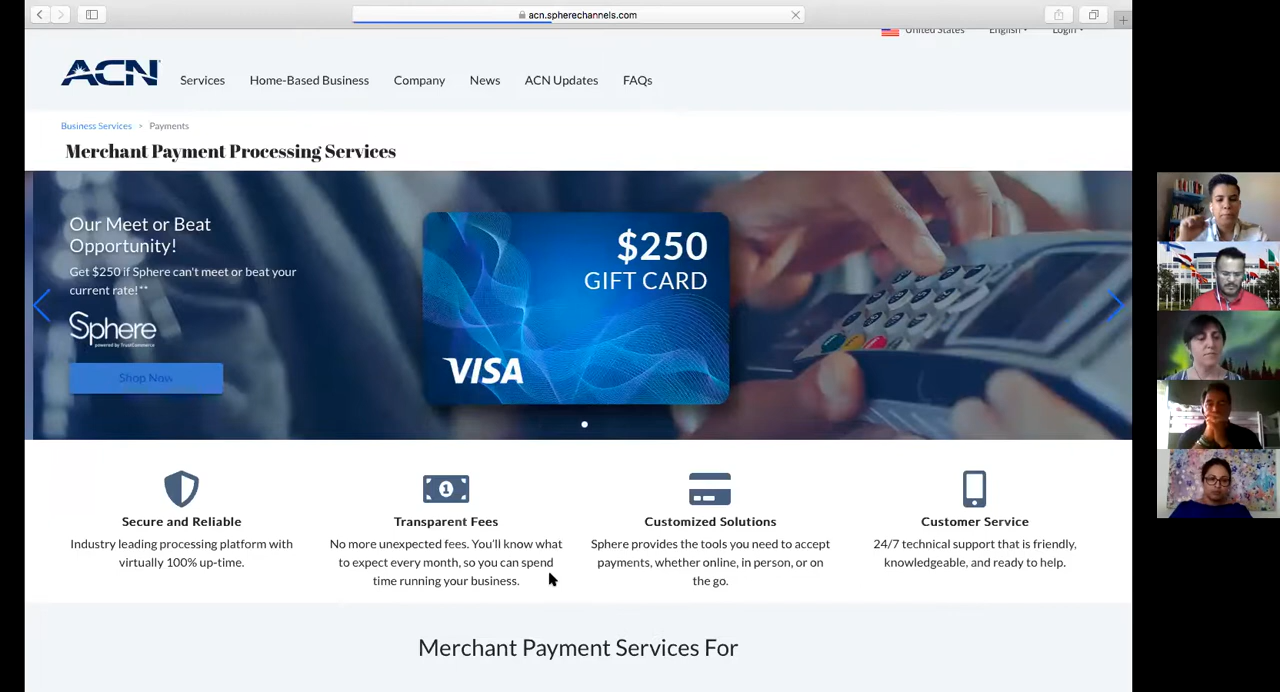 acn.spherechannels.com
United States English Login
ACN Services Home-Based Business Company News ACN Updates FAQs
Business Services > Payments
Merchant Payment Processing Services
Our Meet or Beat
Opportunity!
Get $250 if Sphere can't meet or beat your
current rate!**
Sphere
powered by TrustCommerce
Shop Now
$250
GIFT CARD
VISA
Secure and Reliable
Industry leading processing platform with
virtually 100% up-time.
Transparent Fees
No more unexpected fees. You'll know what
to expect every month, so you can spend
time running your business.
Customized Solutions
Sphere provides the tools you need to accept
payments, whether online, in person, or on
the go.
Customer Service
24/7 technical support that is friendly,
knowledgeable, and ready to help.
Merchant Payment Services For